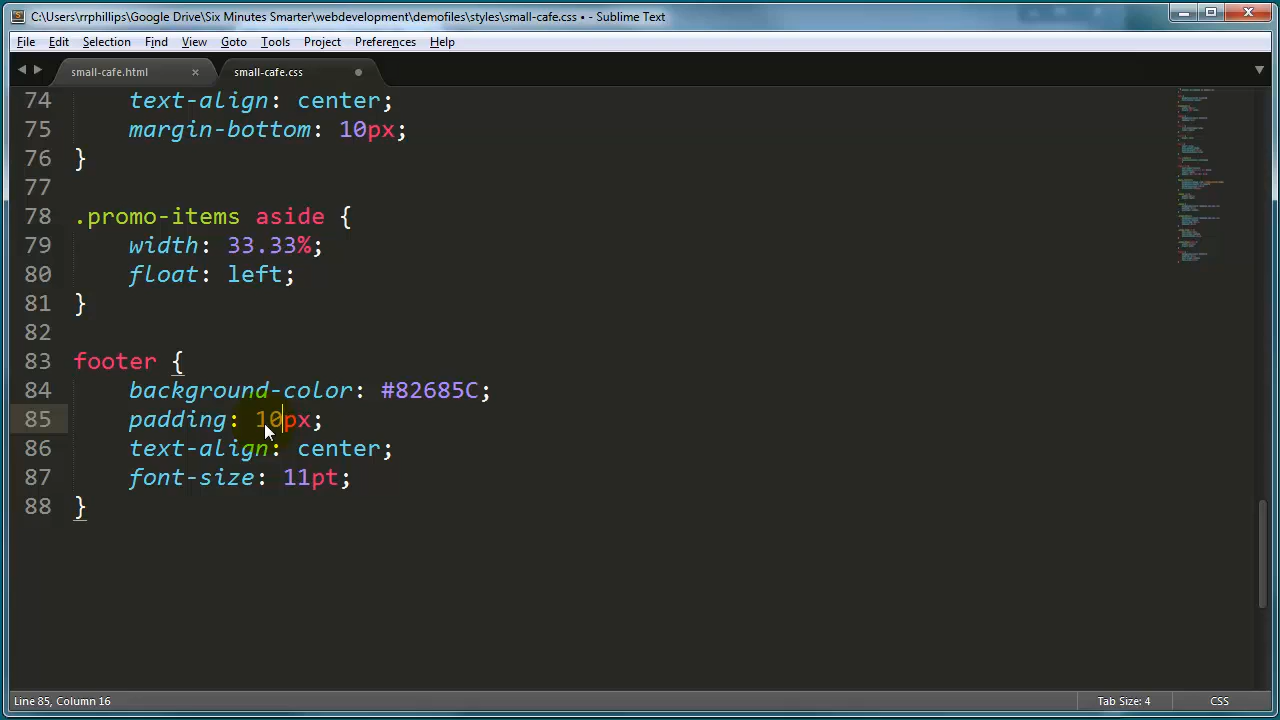 C:\Users\rrphillips\Google Drive\Six Minutes Smarter\webdevelopment\demofiles\styles\small-cafe.css • - Sublime Text
File Edit Selection Find View Goto Tools Project Preferences Help
small-cafe.html × small-cafe.css
74 text-align: center;
75 margin-bottom: 10px;
76 }
77
78 .promo-items aside {
79 width: 33.33%;
80 float: left;
81 }
82
83 footer {
84 background-color: #82685C;
85 padding: 10px;
86 text-align: center;
87 font-size: 11pt;
88 }
Line 85, Column 16 Tab Size: 4 CSS